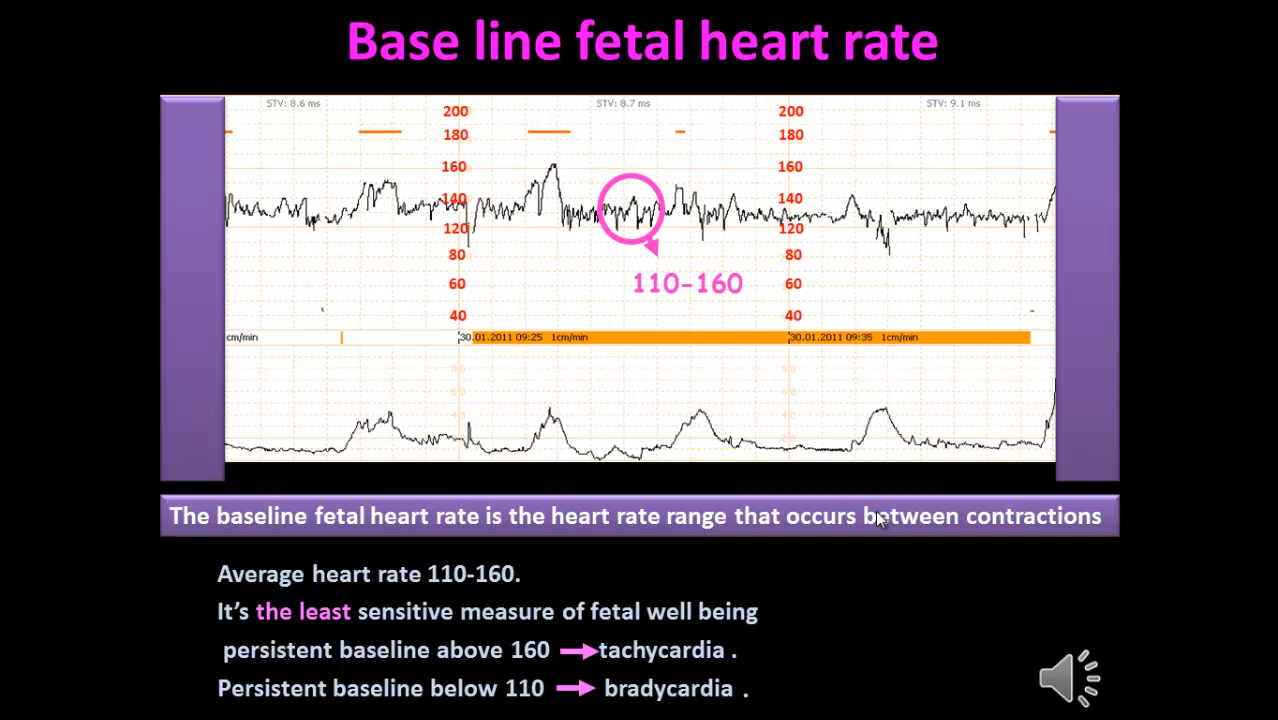 Base line fetal heart rate
STV: 8.6 ms STV: 8.7 ms STV: 9.1 ms
200 200
180 180
160 160
140 140
120 120
80 80
60 60
40 40
110-160
cm/min 30.01.2011 09:25 1cm/min 30.01.2011 09:35 1cm/min
The baseline fetal heart rate is the heart rate range that occurs between contractions
Average heart rate 110-160.
It's the least sensitive measure of fetal well being
persistent baseline above 160 tachycardia .
Persistent baseline below 110 bradycardia .